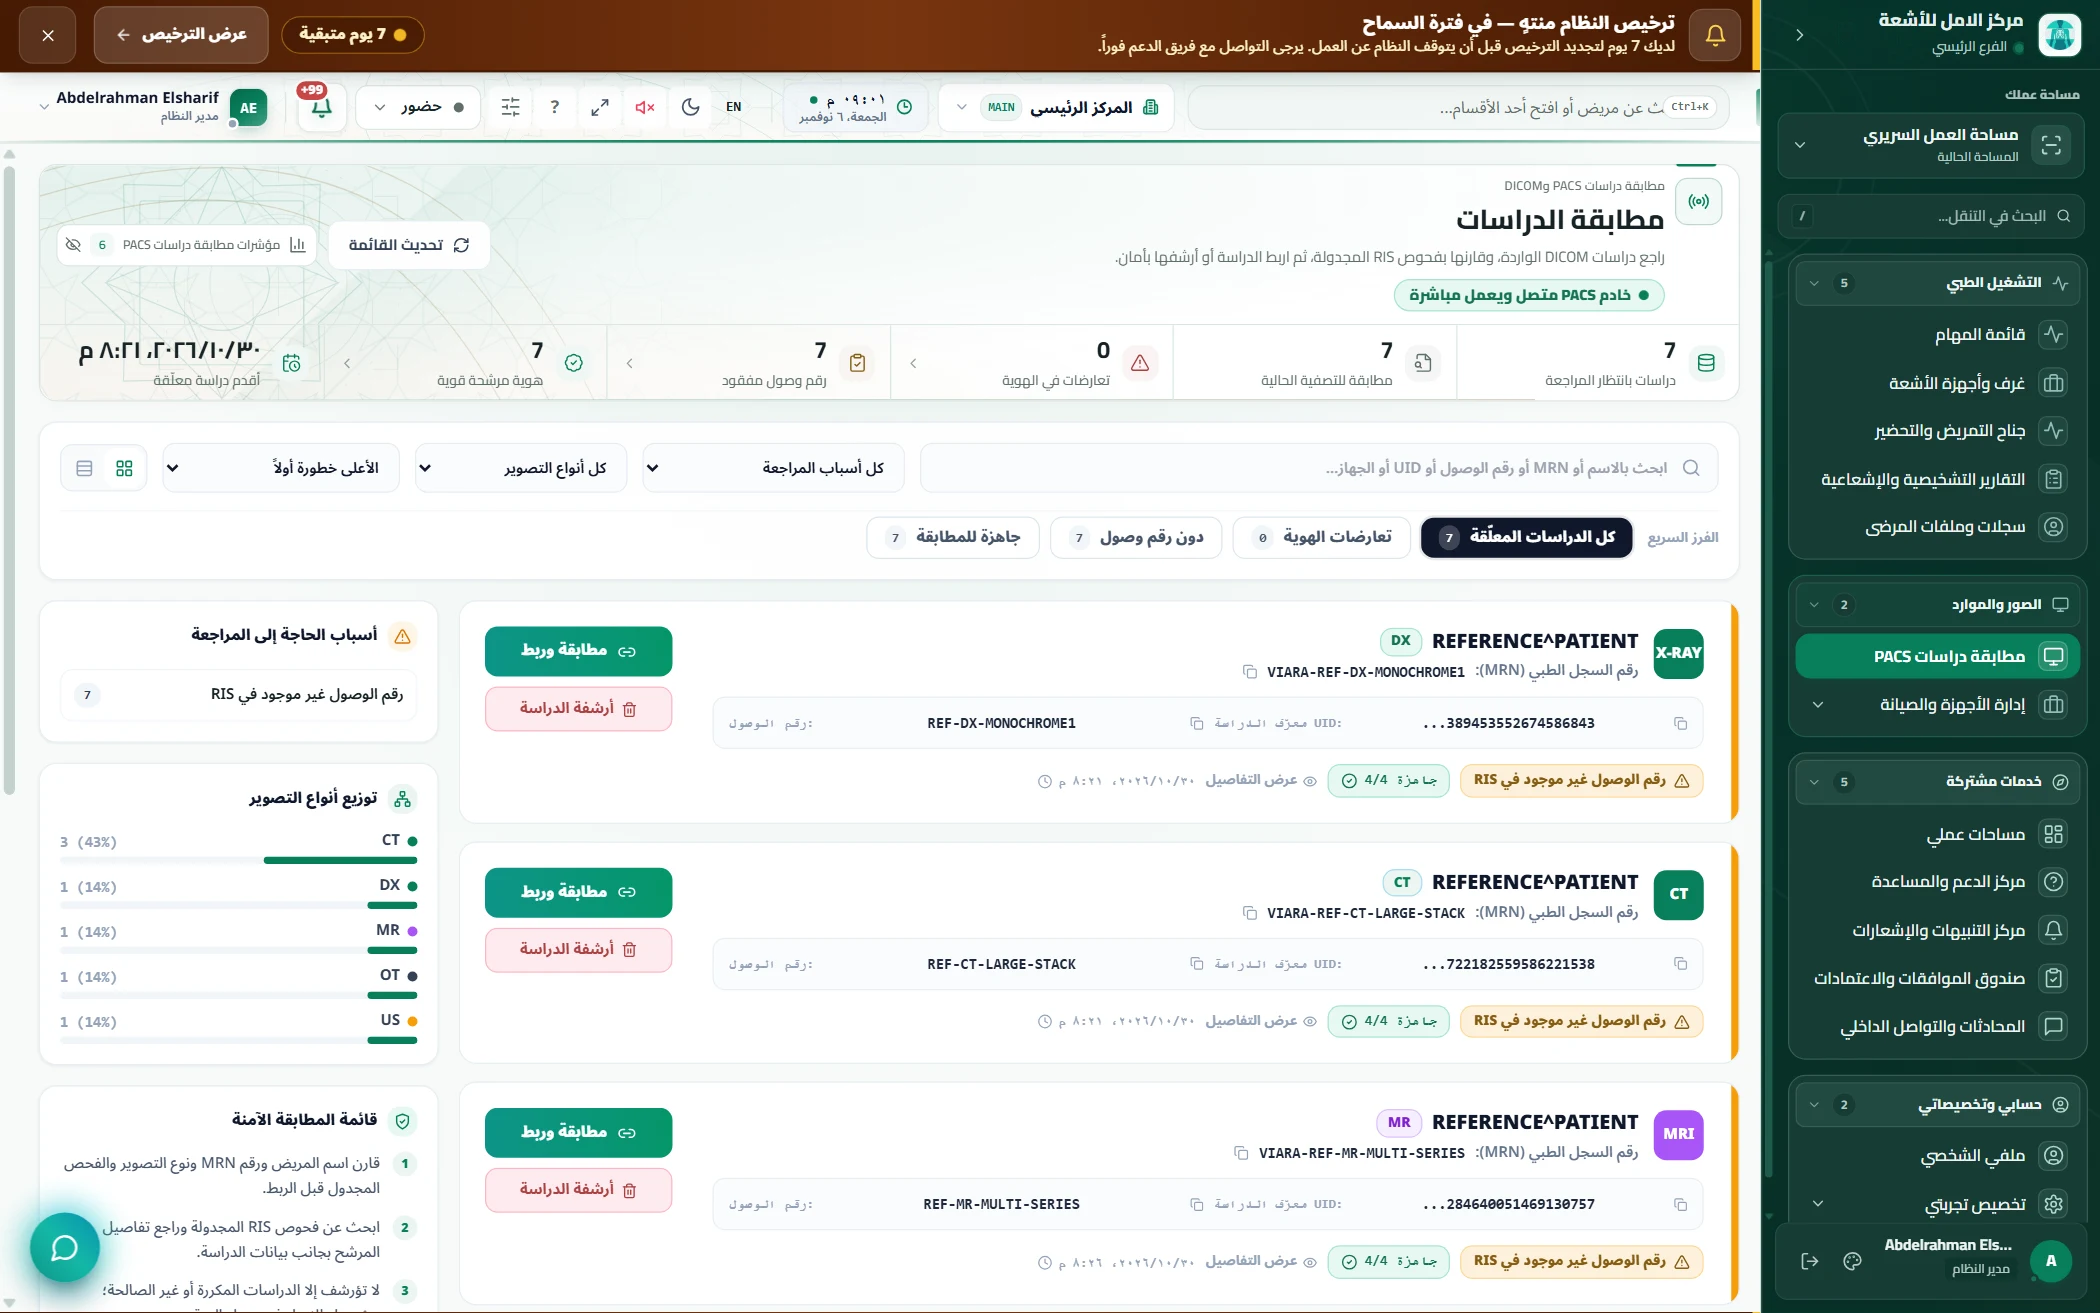 مركز الامل للأشعة
الفرع الرئيسي
مساحة عملك
مساحة العمل السريري
المساحة الحالية
البحث في التنقل...
/
التشغيل الطبي
5
قائمة المهام
غرف وأجهزة الأشعة
جناح التمريض والتحضير
التقارير التشخيصية والإشعاعية
سجلات وملفات المرضى
الصور والموارد
2
مطابقة دراسات PACS
إدارة الأجهزة والصيانة
خدمات مشتركة
5
مساحات عملي
مركز الدعم والمساعدة
مركز التنبيهات والإشعارات
صندوق الموافقات والاعتمادات
المحادثات والتواصل الداخلي
حسابي وتخصيصاتي
2
ملفي الشخصي
تخصيص تجربتي
Abdelrahman Els...
مدير النظام
A
ترخيص النظام منتهٍ — في فترة السماح
لديك 7 يوم لتجديد الترخيص قبل أن يتوقف النظام عن العمل. يرجى التواصل مع فريق الدعم فوراً.
7 يوم متبقية
عرض الترخيص
Ctrl+K
ث عن مريض أو افتح أحد الأقسام...
المركز الرئيسي
MAIN
٠٩:٠١ م
الجمعة، ٦ نوفمبر
EN
?
حضور
+99
AE
Abdelrahman Elsharif
مدير النظام
مطابقة دراسات PACS وDICOM
مطابقة الدراسات
راجع دراسات DICOM الواردة، وقارنها بفحوص RIS المجدولة، ثم اربط الدراسة أو أرشفها بأمان.
خادم PACS متصل ويعمل مباشرة
تحديث القائمة
مؤشرات مطابقة دراسات PACS
6
7
دراسات بانتظار المراجعة
7
مطابقة للتصفية الحالية
0
تعارضات في الهوية
7
رقم وصول مفقود
7
هوية مرشحة قوية
٢٠٢٦/١٠/٣٠، ٨:٢١ م
أقدم دراسة معلّقة
ابحث بالاسم أو MRN أو رقم الوصول أو UID أو الجهاز...
كل أسباب المراجعة
كل أنواع التصوير
الأعلى خطورة أولاً
الفرز السريع
كل الدراسات المعلّقة 7
تعارضات الهوية 0
دون رقم وصول 7
جاهزة للمطابقة 7
X-RAY
REFERENCE^PATIENT DX
رقم السجل الطبي (MRN): VIARA-REF-DX-MONOCHROME1
...389453552674586843
معرّف الدراسة UID:
REF-DX-MONOCHROME1
رقم الوصول:
رقم الوصول غير موجود في RIS
جاهزة 4/4
عرض التفاصيل
٢٠٢٦/١٠/٣٠، ٨:٢١ م
مطابقة وربط
أرشفة الدراسة
CT
REFERENCE^PATIENT CT
رقم السجل الطبي (MRN): VIARA-REF-CT-LARGE-STACK
...722182559586221538
معرّف الدراسة UID:
REF-CT-LARGE-STACK
رقم الوصول:
رقم الوصول غير موجود في RIS
جاهزة 4/4
عرض التفاصيل
٢٠٢٦/١٠/٣٠، ٨:٢١ م
مطابقة وربط
أرشفة الدراسة
MRI
REFERENCE^PATIENT MR
رقم السجل الطبي (MRN): VIARA-REF-MR-MULTI-SERIES
...284640051469130757
معرّف الدراسة UID:
REF-MR-MULTI-SERIES
رقم الوصول:
رقم الوصول غير موجود في RIS
جاهزة 4/4
عرض التفاصيل
٢٠٢٦/١٠/٣٠، ٨:٢٦ م
مطابقة وربط
أرشفة الدراسة
أسباب الحاجة إلى المراجعة
رقم الوصول غير موجود في RIS
7
توزيع أنواع التصوير
CT
3 (43%)
DX
1 (14%)
MR
1 (14%)
OT
1 (14%)
US
1 (14%)
قائمة المطابقة الآمنة
1
قارن اسم المريض ورقم MRN ونوع التصوير والفحص
المجدول قبل الربط.
2
ابحث عن فحوص RIS المجدولة وراجع تفاصيل
المرشح بجانب بيانات الدراسة.
3
لا تؤرشف إلا الدراسات المكررة أو غير الصالحة؛